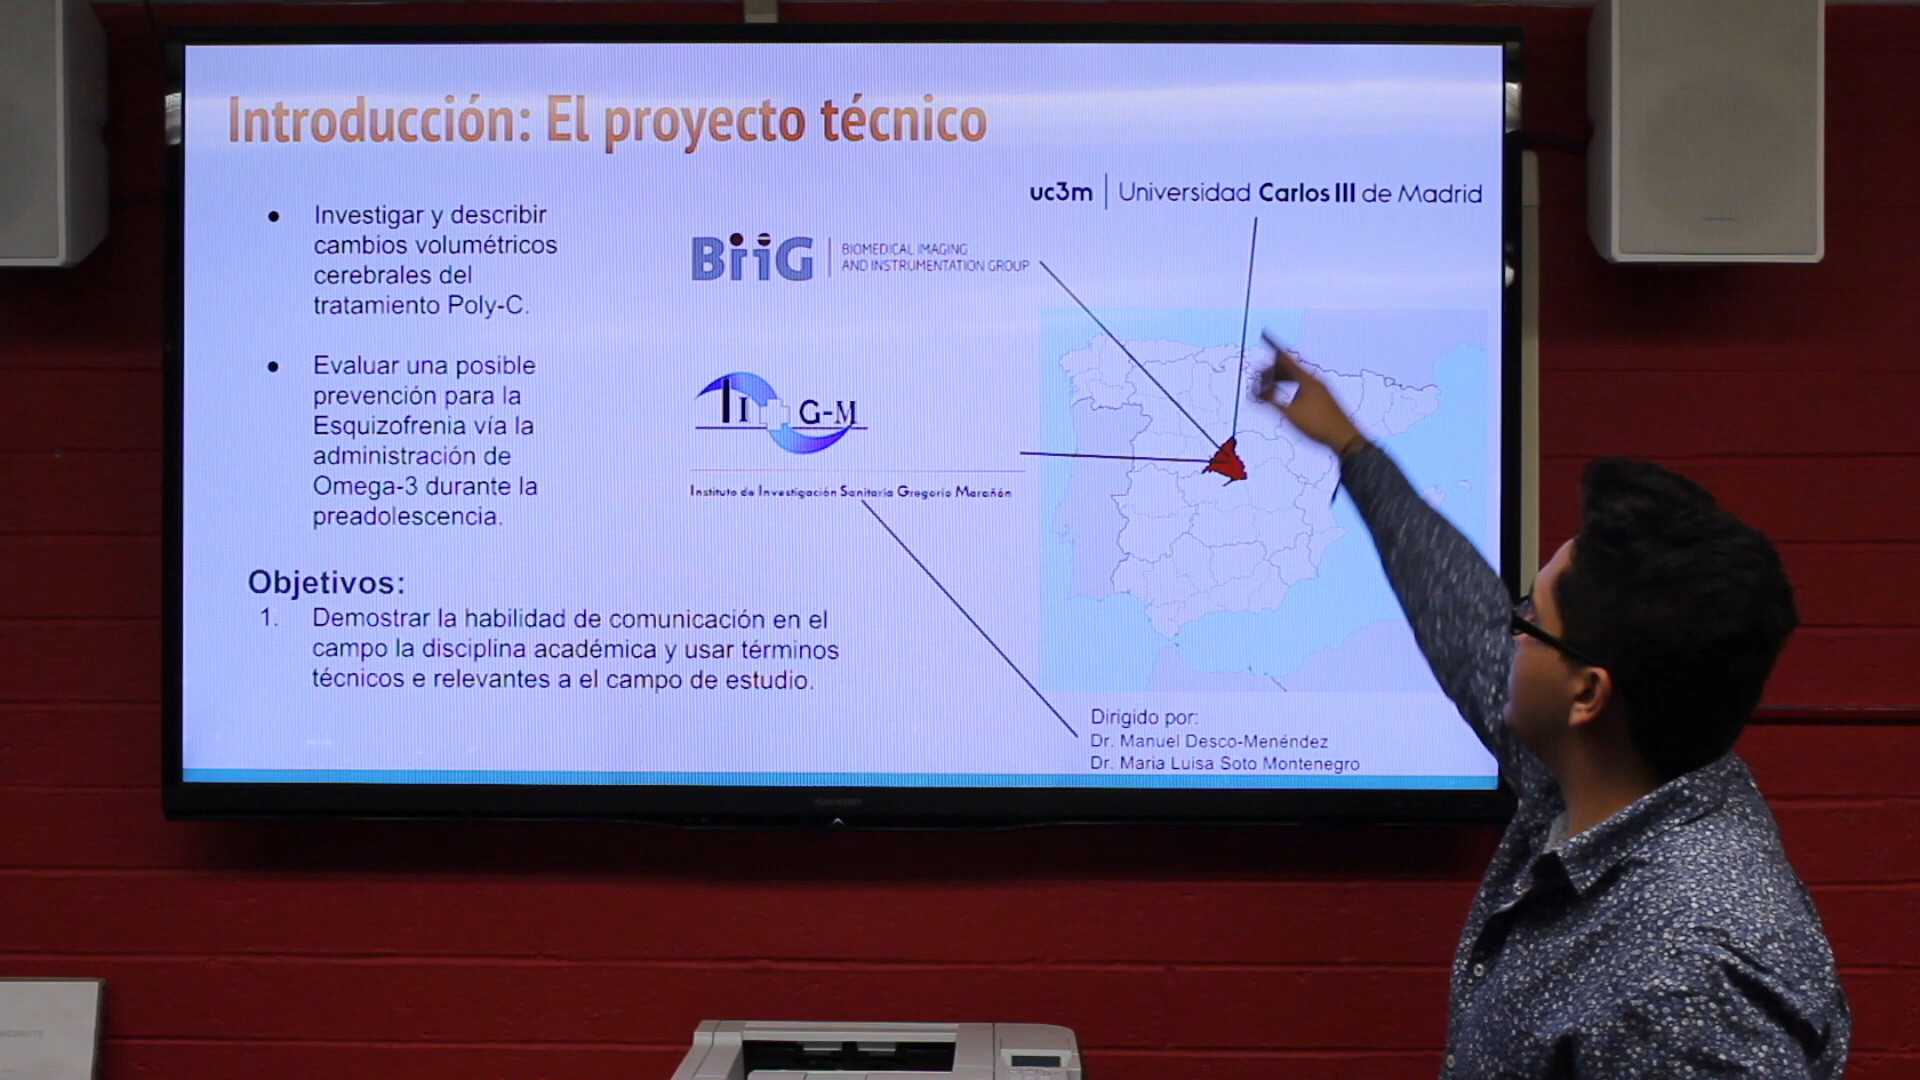 Introducción: El proyecto técnico
● Investigar y describir
cambios volumétricos
cerebrales del
tratamiento Poly-C.
● Evaluar una posible
prevención para la
Esquizofrenia vía la
administración de
Omega-3 durante la
preadolescencia.
Objetivos:
1. Demostrar la habilidad de comunicación en el
campo la disciplina académica y usar términos
técnicos e relevantes a el campo de estudio.
uc3m | Universidad Carlos III de Madrid
BiiG | BIOMEDICAL IMAGING
AND INSTRUMENTATION GROUP
G-M
Instituto de Investigación Sanitaria Gregorio Marañón
Dirigido por:
Dr. Manuel Desco-Menéndez
Dr. Maria Luisa Soto Montenegro
SHARP